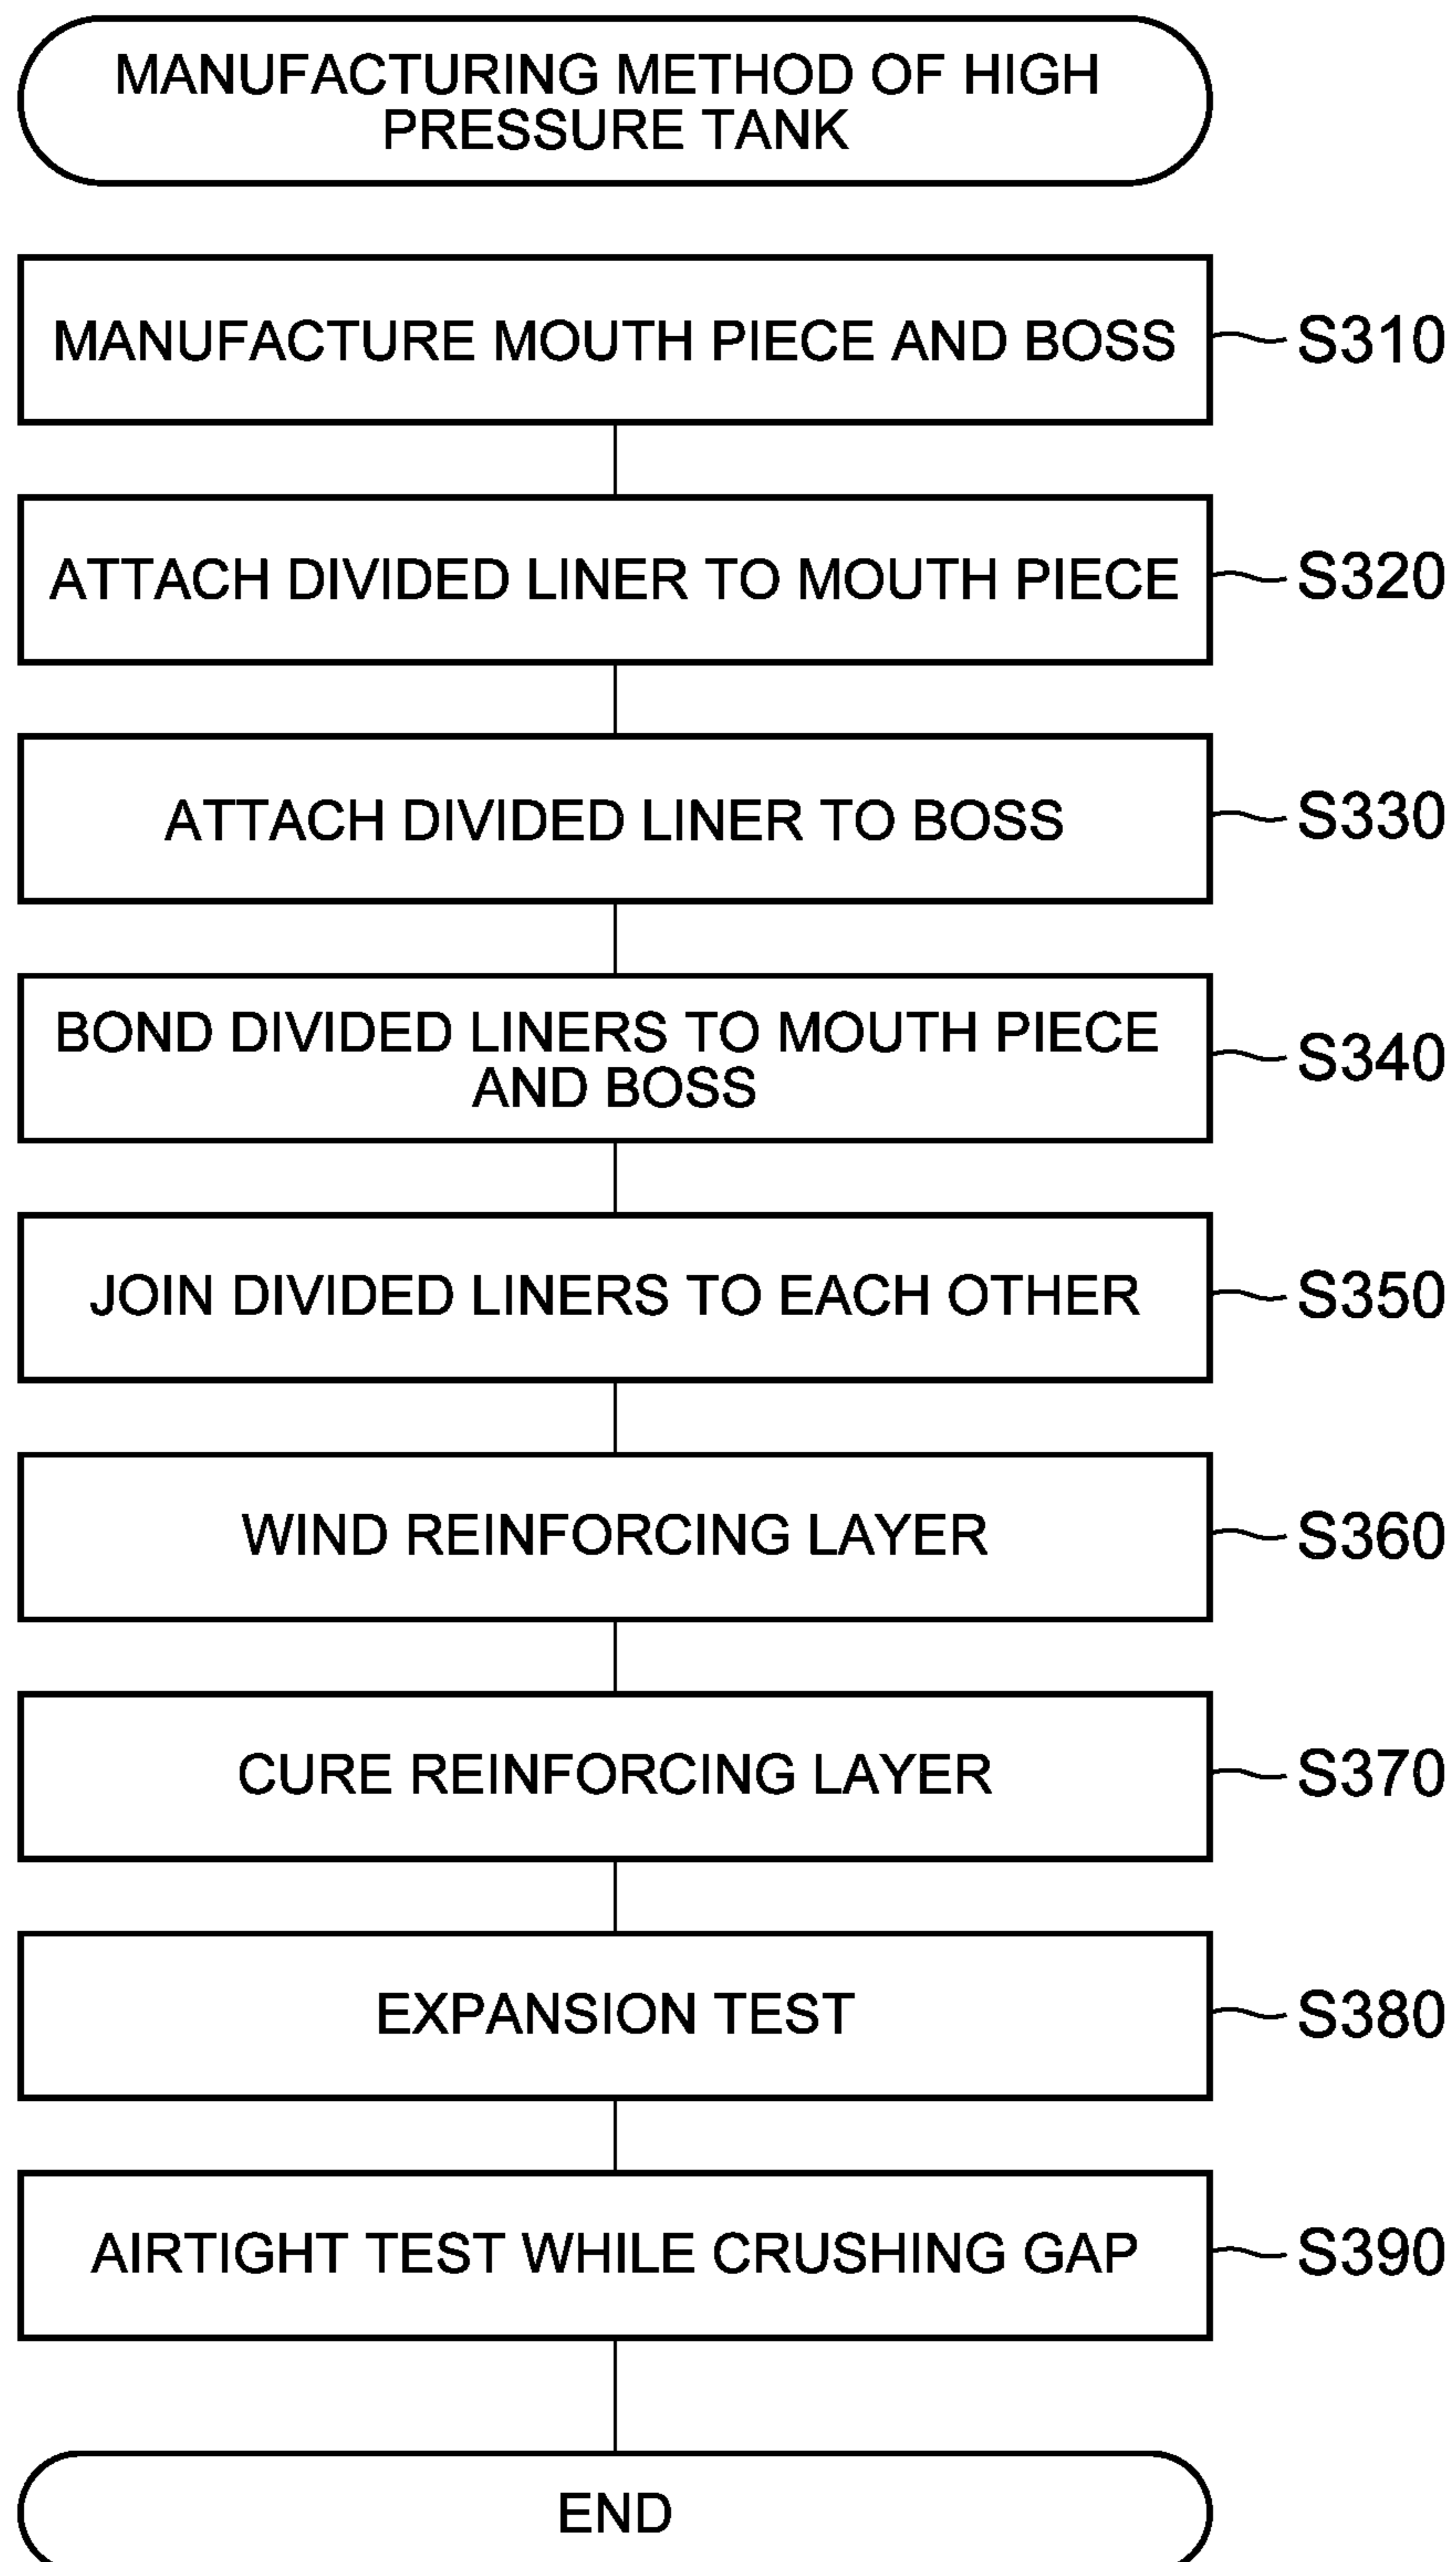 MANUFACTURING METHOD OF HIGH
PRESSURE TANK
MANUFACTURE MOUTH PIECE AND BOSS
S310
ATTACH DIVIDED LINER TO MOUTH PIECE
S320
ATTACH DIVIDED LINER TO BOSS
S330
BOND DIVIDED LINERS TO MOUTH PIECE
AND BOSS
S340
JOIN DIVIDED LINERS TO EACH OTHER
S350
WIND REINFORCING LAYER
S360
CURE REINFORCING LAYER
S370
EXPANSION TEST
S380
AIRTIGHT TEST WHILE CRUSHING GAP
S390
END